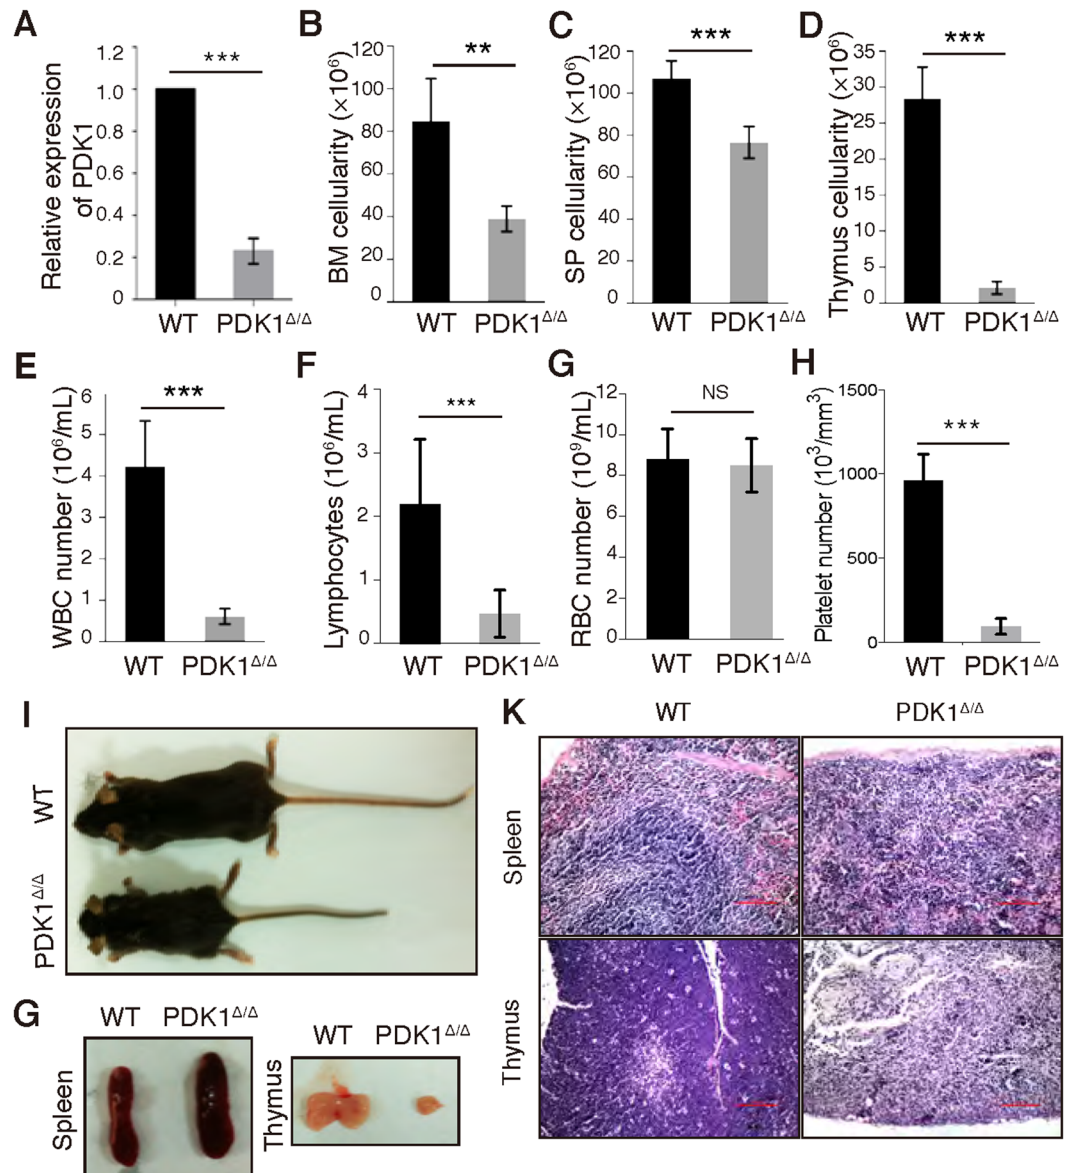 A
Relative expression
of PDK1
1.2
1.0
0.8
0.6
0.4
0.2
0
***
WT
PDK1Δ/Δ
B
BM cellularity (×10⁶)
120
100
80
60
40
20
0
**
WT
PDK1Δ/Δ
C
SP cellularity (×10⁶)
120
100
80
60
40
20
0
***
WT
PDK1Δ/Δ
D
Thymus cellularity (×10⁶)
35
30
25
20
15
10
5
0
***
WT
PDK1Δ/Δ
E
WBC number (10⁶/mL)
6
5
4
3
2
1
0
***
WT
PDK1Δ/Δ
F
Lymphocytes (10⁶/mL)
4
3
2
1
0
***
WT
PDK1Δ/Δ
G
RBC number (10⁹/mL)
12
10
8
6
4
2
0
NS
WT
PDK1Δ/Δ
H
Platelet number (10³/mm³)
1500
1000
500
0
***
WT
PDK1Δ/Δ
I
WT
PDK1Δ/Δ
G
WT
PDK1Δ/Δ
Spleen
WT
PDK1Δ/Δ
Thymus
K
WT
PDK1Δ/Δ
Spleen
Thymus